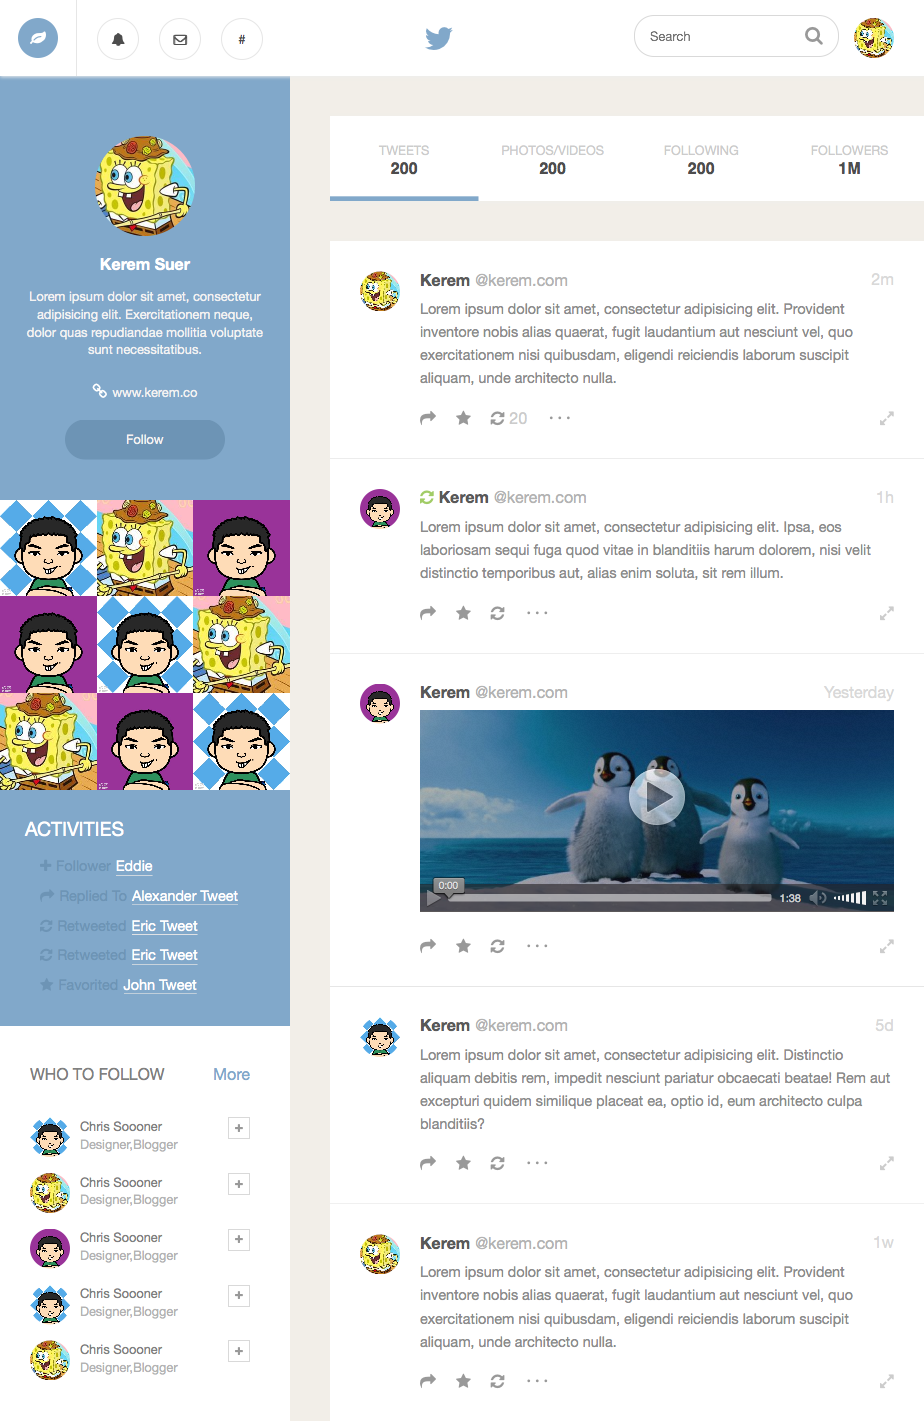 #
Search
Kerem Suer
Lorem ipsum dolor sit amet, consectetur
adipisicing elit. Exercitationem neque,
dolor quas repudiandae mollitia voluptate
sunt necessitatibus.
www.kerem.co
Follow
ACTIVITIES
Follower Eddie
Replied To Alexander Tweet
Retweeted Eric Tweet
Retweeted Eric Tweet
Favorited John Tweet
WHO TO FOLLOW More
Chris Soooner
Designer,Blogger
Chris Soooner
Designer,Blogger
Chris Soooner
Designer,Blogger
Chris Soooner
Designer,Blogger
Chris Soooner
Designer,Blogger
TWEETS PHOTOS/VIDEOS FOLLOWING FOLLOWERS
200 200 200 1M
Kerem @kerem.com 2m
Lorem ipsum dolor sit amet, consectetur adipisicing elit. Provident
inventore nobis alias quaerat, fugit laudantium aut nesciunt vel, quo
exercitationem nisi quibusdam, eligendi reiciendis laborum suscipit
aliquam, unde architecto nulla.
20
Kerem @kerem.com 1h
Lorem ipsum dolor sit amet, consectetur adipisicing elit. Ipsa, eos
laboriosam sequi fuga quod vitae in blanditiis harum dolorem, nisi velit
distinctio temporibus aut, alias enim soluta, sit rem illum.
Kerem @kerem.com Yesterday
0:00
1:38
Kerem @kerem.com 5d
Lorem ipsum dolor sit amet, consectetur adipisicing elit. Distinctio
aliquam debitis rem, impedit nesciunt pariatur obcaecati beatae! Rem aut
excepturi quidem similique placeat ea, optio id, eum architecto culpa
blanditiis?
Kerem @kerem.com 1w
Lorem ipsum dolor sit amet, consectetur adipisicing elit. Provident
inventore nobis alias quaerat, fugit laudantium aut nesciunt vel, quo
exercitationem nisi quibusdam, eligendi reiciendis laborum suscipit
aliquam, unde architecto nulla.